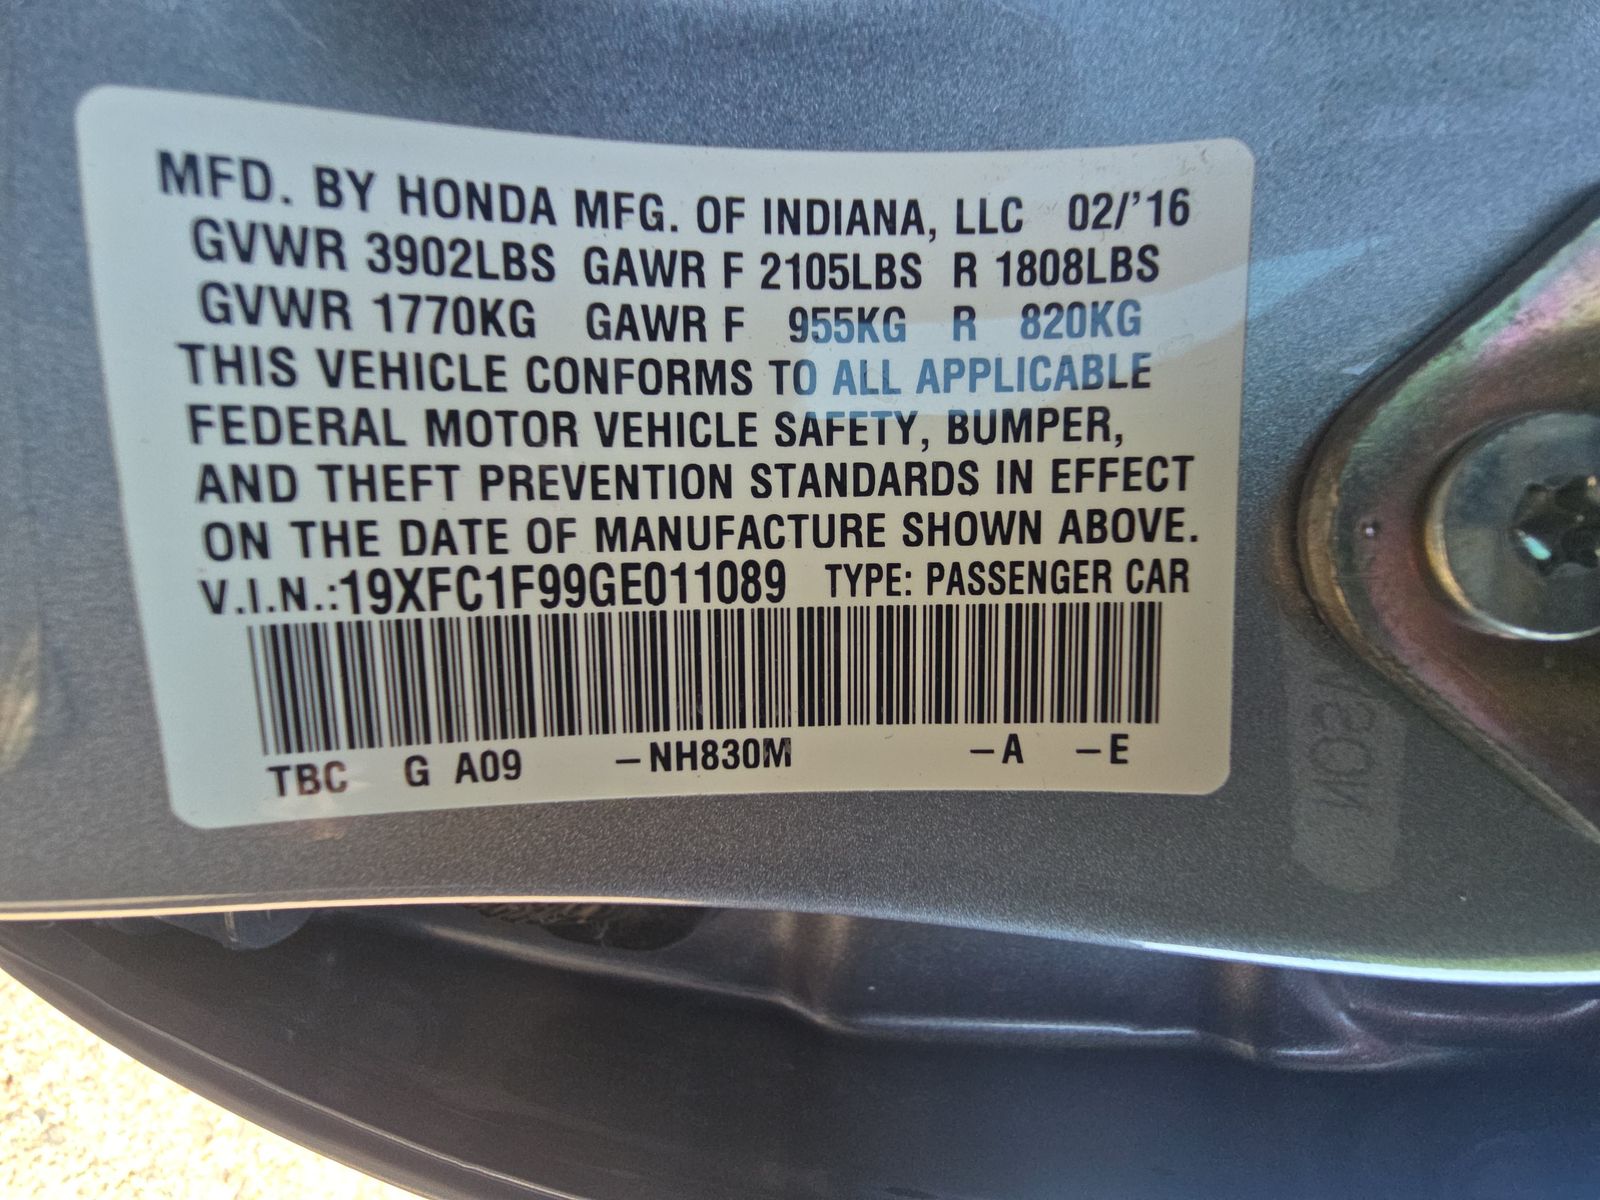 MFD. BY HONDA MFG. OF INDIANA, LLC 02/'16
GVWR 3902LBS GAWR F 2105LBS R 1808LBS
GVWR 1770KG GAWR F 955KG R 820KG
THIS VEHICLE CONFORMS TO ALL APPLICABLE
FEDERAL MOTOR VEHICLE SAFETY, BUMPER,
AND THEFT PREVENTION STANDARDS IN EFFECT
ON THE DATE OF MANUFACTURE SHOWN ABOVE.
V.I.N.:19XFC1F99GE011089 TYPE: PASSENGER CAR
TBC G A09 –NH830M –A –E